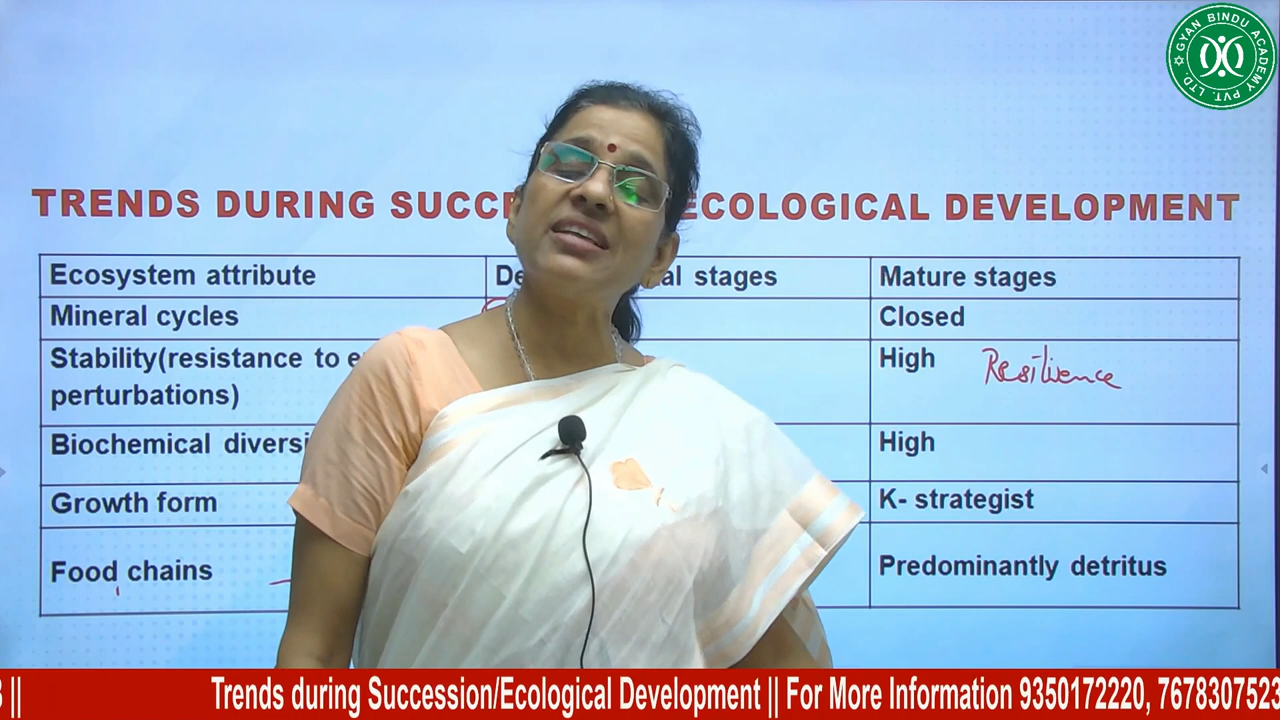 GYAN BINDU ACADEMY PVT. LTD.
TRENDS DURING SUCC ECOLOGICAL DEVELOPMENT
Ecosystem attribute De al stages Mature stages
Mineral cycles Closed
Stability(resistance to e High Resilience
perturbations)
Biochemical diversi High
Growth form K- strategist
Food chains Predominantly detritus
3 || Trends during Succession/Ecological Development || For More Information 9350172220, 7678307523